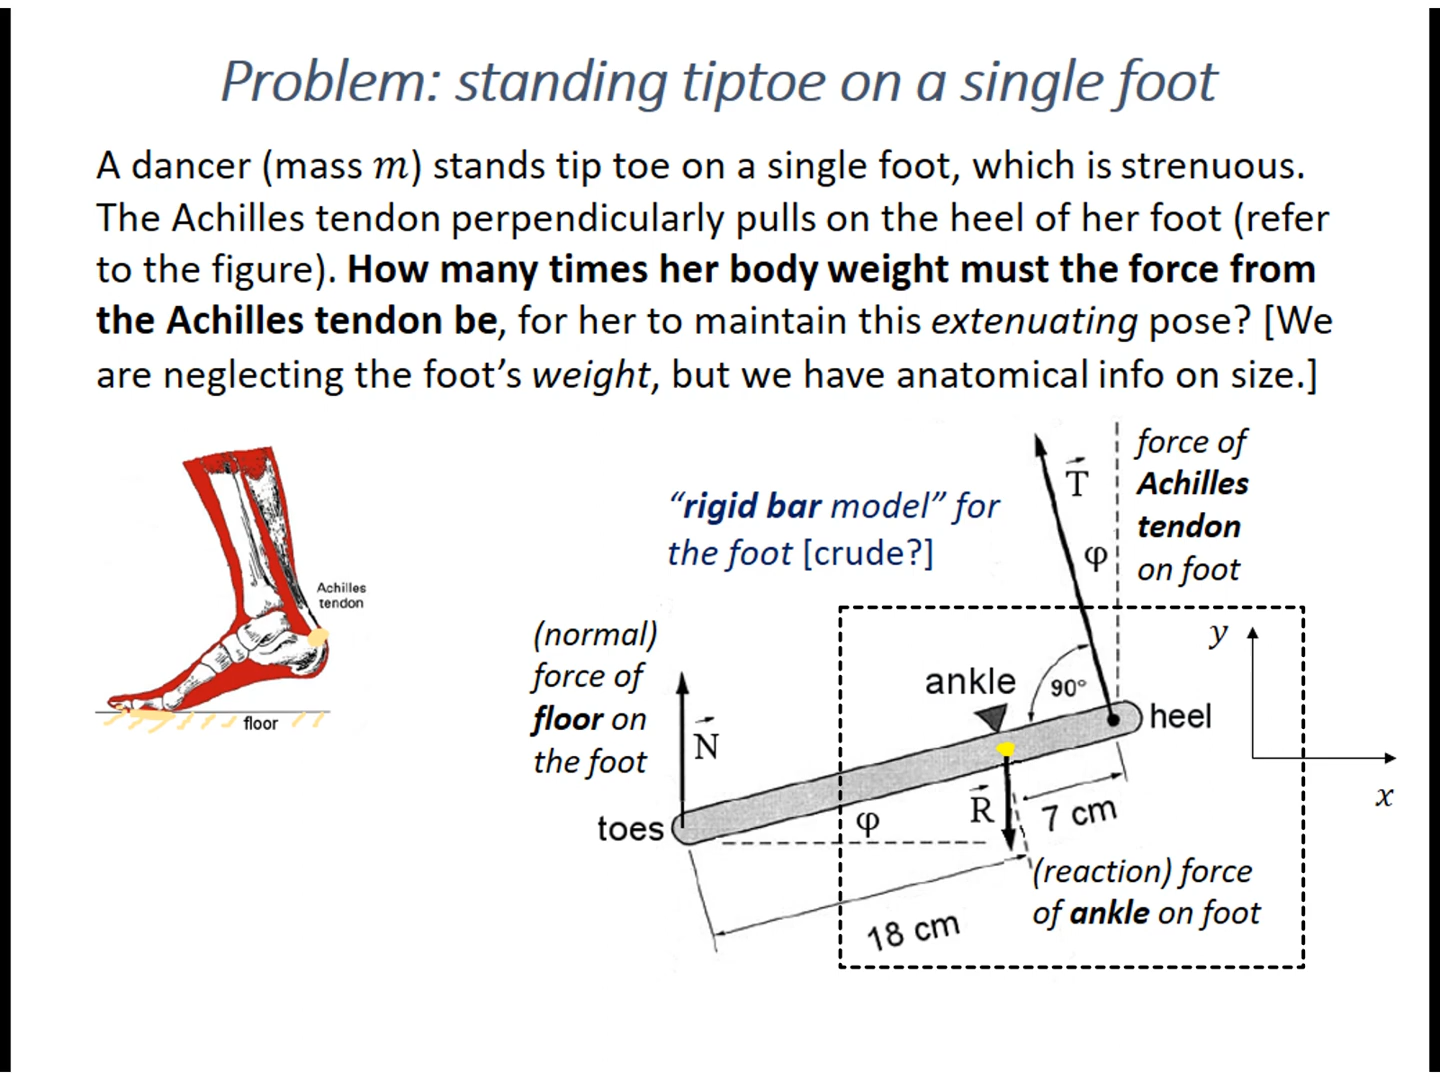 Problem: standing tiptoe on a single foot
A dancer (mass m) stands tip toe on a single foot, which is strenuous.
The Achilles tendon perpendicularly pulls on the heel of her foot (refer
to the figure). How many times her body weight must the force from
the Achilles tendon be, for her to maintain this extenuating pose? [We
are neglecting the foot's weight, but we have anatomical info on size.]
Achilles
tendon
floor
"rigid bar model" for
the foot [crude?]
(normal)
force of
floor on
the foot
N
toes
T
φ
force of
Achilles
tendon
on foot
ankle
90°
heel
y
x
φ
R
7 cm
18 cm
(reaction) force
of ankle on foot